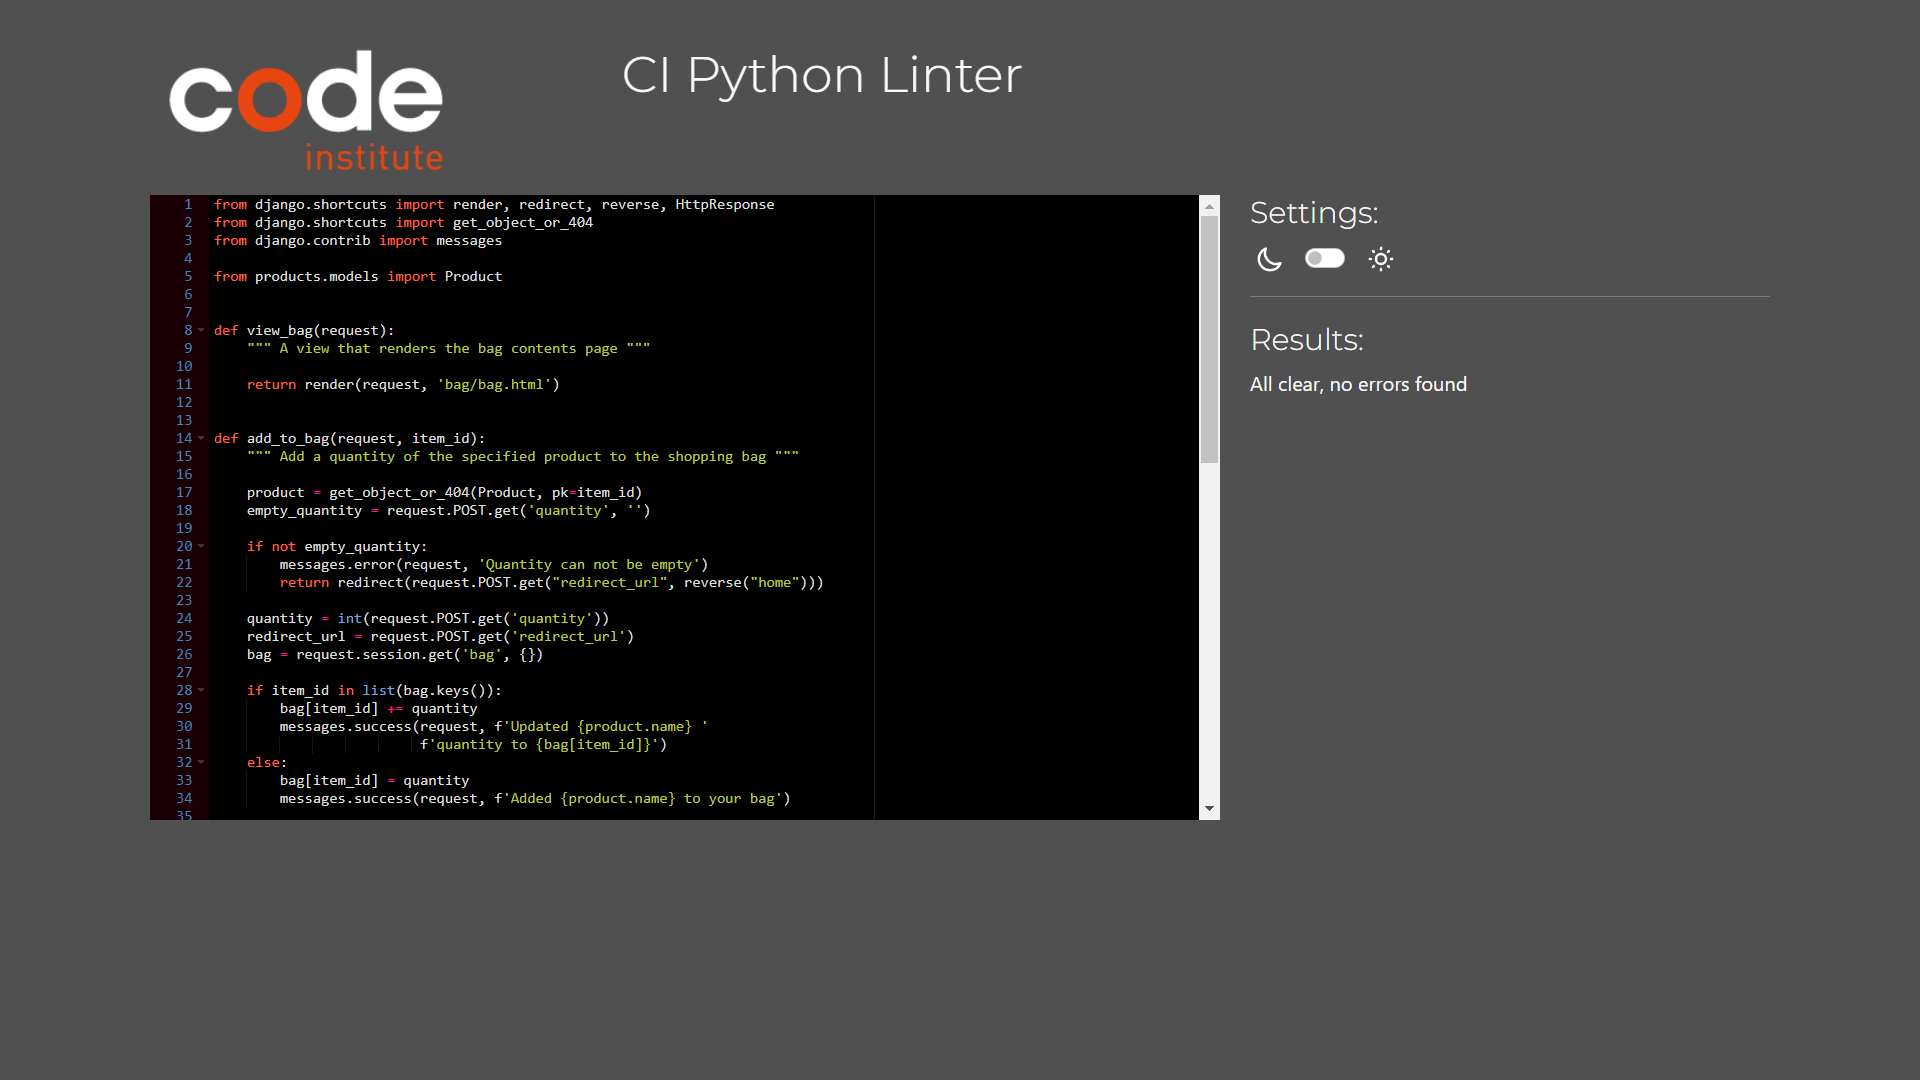 code
institute
CI Python Linter
1 from django.shortcuts import render, redirect, reverse, HttpResponse
2 from django.shortcuts import get_object_or_404
3 from django.contrib import messages
4
5 from products.models import Product
6
7
8 def view_bag(request):
9     """ A view that renders the bag contents page """
10
11     return render(request, 'bag/bag.html')
12
13
14 def add_to_bag(request, item_id):
15     """ Add a quantity of the specified product to the shopping bag """
16
17     product = get_object_or_404(Product, pk=item_id)
18     empty_quantity = request.POST.get('quantity', '')
19
20     if not empty_quantity:
21         messages.error(request, 'Quantity can not be empty')
22         return redirect(request.POST.get("redirect_url", reverse("home")))
23
24     quantity = int(request.POST.get('quantity'))
25     redirect_url = request.POST.get('redirect_url')
26     bag = request.session.get('bag', {})
27
28     if item_id in list(bag.keys()):
29         bag[item_id] += quantity
30         messages.success(request, f'Updated {product.name} '
31                          f'quantity to {bag[item_id]}')
32     else:
33         bag[item_id] = quantity
34         messages.success(request, f'Added {product.name} to your bag')
35
Settings:
Results:
All clear, no errors found